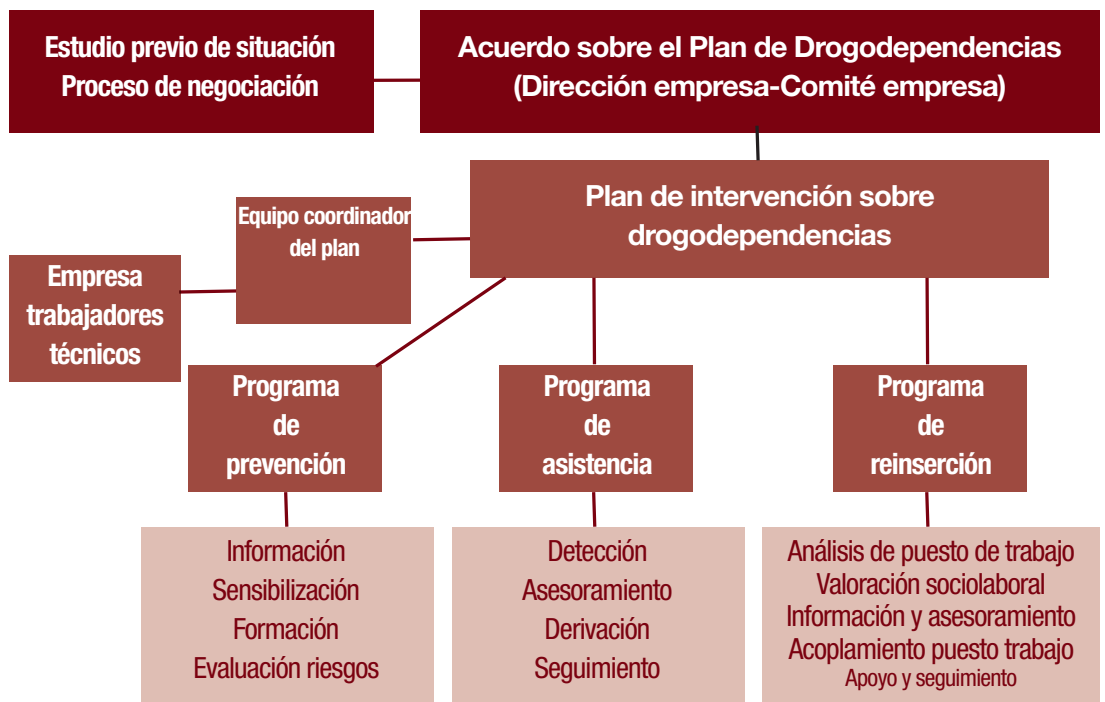 Estudio previo de situación
Proceso de negociación
Acuerdo sobre el Plan de Drogodependencias
(Dirección empresa-Comité empresa)
Plan de intervención sobre
drogodependencias
Equipo coordinador
del plan
Empresa
trabajadores
técnicos
Programa
de
prevención
Programa
de
asistencia
Programa
de
reinserción
Información
Sensibilización
Formación
Evaluación riesgos
Detección
Asesoramiento
Derivación
Seguimiento
Análisis de puesto de trabajo
Valoración sociolaboral
Información y asesoramiento
Acoplamiento puesto trabajo
Apoyo y seguimiento